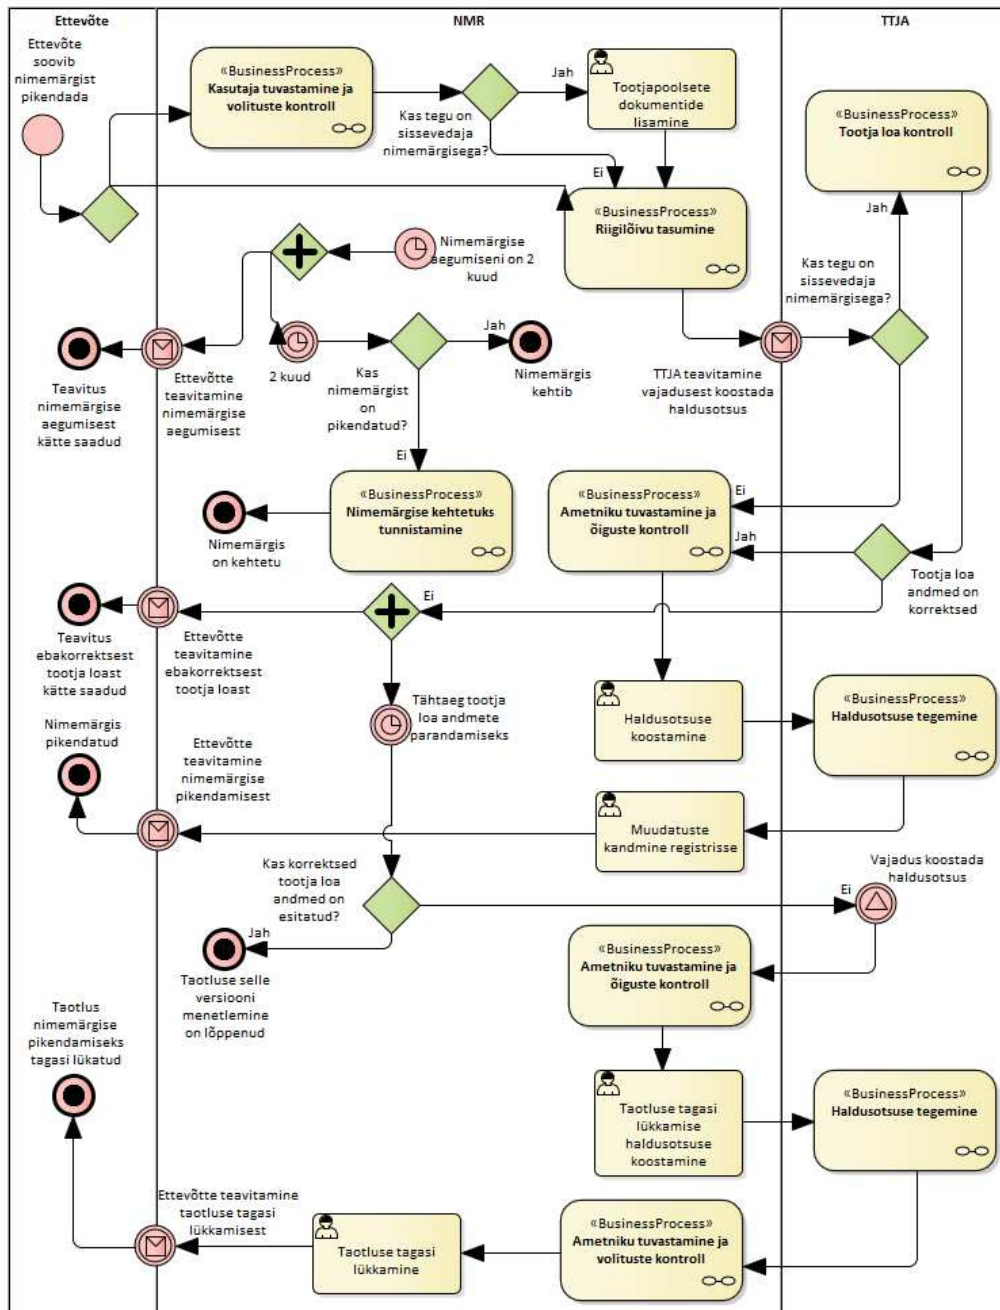 Ettevõte
NMR
TTJA
Ettevõte
soovib
nimemärgist
pikendada
«BusinessProcess»
Kasutaja tuvastamine ja
volituste kontroll
Kas tegu on
sissevedaja
nimemärgisega?
Jah
Tootjapoolsete
dokumentide
lisamine
Ei
«BusinessProcess»
Tootja loa kontroll
«BusinessProcess»
Riigilõivu tasumine
Jah
Kas tegu on
sissevedaja
nimemärgisega?
Nimemärgise
aegumiseni on 2
kuud
Teavitus
nimemärgise
aegumisest
kätte saadud
Ettevõtte
teavitamine
nimemärgise
aegumisest
2 kuud
Kas
nimemärgist
on
pikendatud?
Jah
Nimemärgis
kehtib
TTJA teavitamine
vajadusest koostada
haldusotsus
Ei
Ei
«BusinessProcess»
Nimemärgise kehtetuks
tunnistamine
Nimemärgis
on kehtetu
«BusinessProcess»
Ametniku tuvastamine ja
õiguste kontroll
Jah
Tootja loa
andmed on
korrektsed
Ei
Teavitus
ebakorrektsest
tootja loast
kätte saadud
Ettevõtte
teavitamine
ebakorrektsest
tootja loast
Tähtaeg tootja
loa andmete
parandamiseks
Haldusotsuse
koostamine
«BusinessProcess»
Haldusotsuse tegemine
Nimemärgis
pikendatud
Ettevõtte
teavitamine
nimemärgise
pikendamisest
Muudatuste
kandmine registrisse
Kas korrektsed
tootja loa
andmed on
esitatud?
Jah
Ei
Vajadus koostada
haldusotsus
Taotluse selle
versiooni
menetlemine
on lõppenud
«BusinessProcess»
Ametniku tuvastamine ja
õiguste kontroll
Taotlus
nimemärgise
pikendamiseks
tagasi lükatud
Taotluse tagasi
lükkamise
haldusotsuse
koostamine
«BusinessProcess»
Haldusotsuse tegemine
Ettevõtte teavitamine
taotluse tagasi
lükkamisest
Taotluse tagasi
lükkamine
«BusinessProcess»
Ametniku tuvastamine ja
volituste kontroll